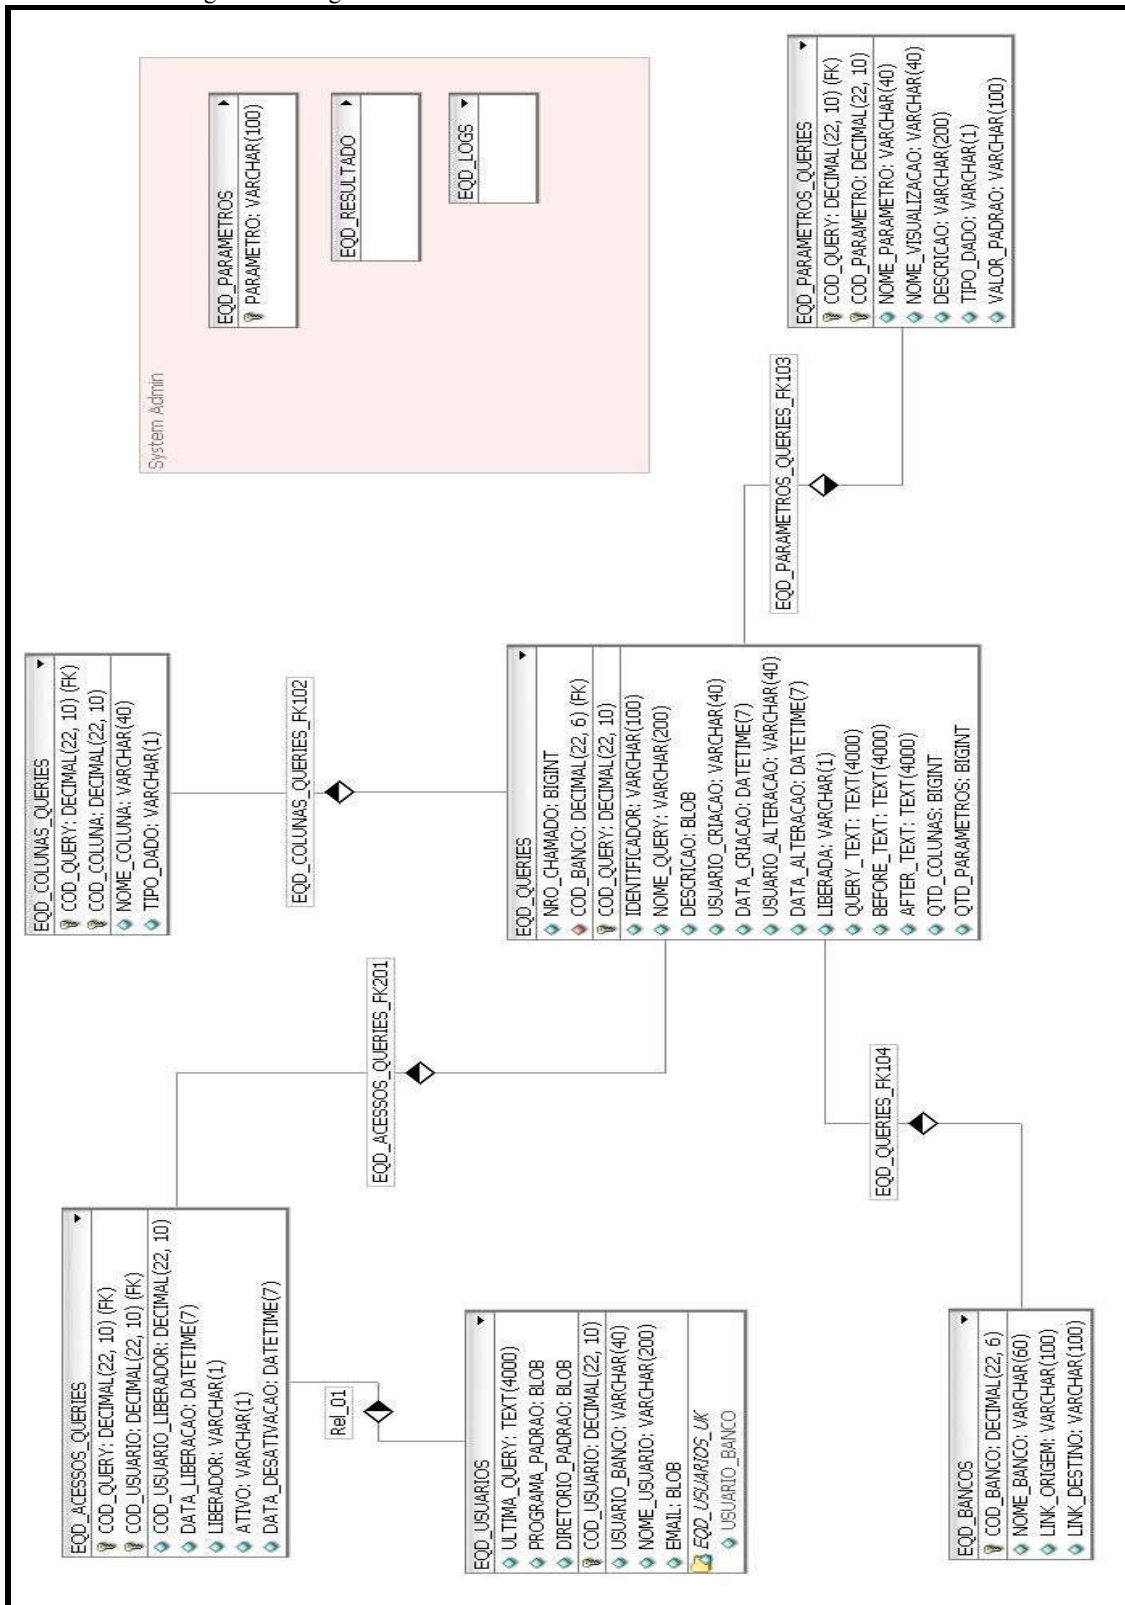 EQD_ACESSOS_QUERIES
COD_QUERY: DECIMAL(22, 10) (FK)
COD_USUARIO: DECIMAL(22, 10) (FK)
COD_USUARIO_LIBERADOR: DECIMAL(22, 10)
DATA_LIBERACAO: DATETIME(7)
LIBERADOR: VARCHAR(1)
ATIVO: VARCHAR(1)
DATA_DESATIVACAO: DATETIME(7)
Rel_01
EQD_USUARIOS
ULTIMA_QUERY: TEXT(4000)
PROGRAMA_PADRAO: BLOB
DIRETORIO_PADRAO: BLOB
COD_USUARIO: DECIMAL(22, 10)
USUARIO_BANCO: VARCHAR(40)
NOME_USUARIO: VARCHAR(200)
EMAIL: BLOB
EQD_USUARIOS_UK
USUARIO_BANCO
EQD_BANCOS
COD_BANCO: DECIMAL(22, 6)
NOME_BANCO: VARCHAR(60)
LINK_ORIGEM: VARCHAR(100)
LINK_DESTINO: VARCHAR(100)
EQD_ACESSOS_QUERIES_FK201
EQD_QUERIES_FK104
EQD_COLUNAS_QUERIES
COD_QUERY: DECIMAL(22, 10) (FK)
COD_COLUNA: DECIMAL(22, 10)
NOME_COLUNA: VARCHAR(40)
TIPO_DADO: VARCHAR(1)
EQD_COLUNAS_QUERIES_FK102
EQD_QUERIES
NRO_CHAMADO: BIGINT
COD_BANCO: DECIMAL(22, 6) (FK)
COD_QUERY: DECIMAL(22, 10)
IDENTIFICADOR: VARCHAR(100)
NOME_QUERY: VARCHAR(200)
DESCRICAO: BLOB
USUARIO_CRIACAO: VARCHAR(40)
DATA_CRIACAO: DATETIME(7)
USUARIO_ALTERACAO: VARCHAR(40)
DATA_ALTERACAO: DATETIME(7)
LIBERADA: VARCHAR(1)
QUERY_TEXT: TEXT(4000)
BEFORE_TEXT: TEXT(4000)
AFTER_TEXT: TEXT(4000)
QTD_COLUNAS: BIGINT
QTD_PARAMETROS: BIGINT
System Admin
EQD_PARAMETROS
PARAMETRO: VARCHAR(100)
EQD_RESULTADO
EQD_LOGS
EQD_PARAMETROS_QUERIES_FK103
EQD_PARAMETROS_QUERIES
COD_QUERY: DECIMAL(22, 10) (FK)
COD_PARAMETRO: DECIMAL(22, 10)
NOME_PARAMETRO: VARCHAR(40)
NOME_VISUALIZACAO: VARCHAR(40)
DESCRICAO: VARCHAR(200)
TIPO_DADO: VARCHAR(1)
VALOR_PADRAO: VARCHAR(100)